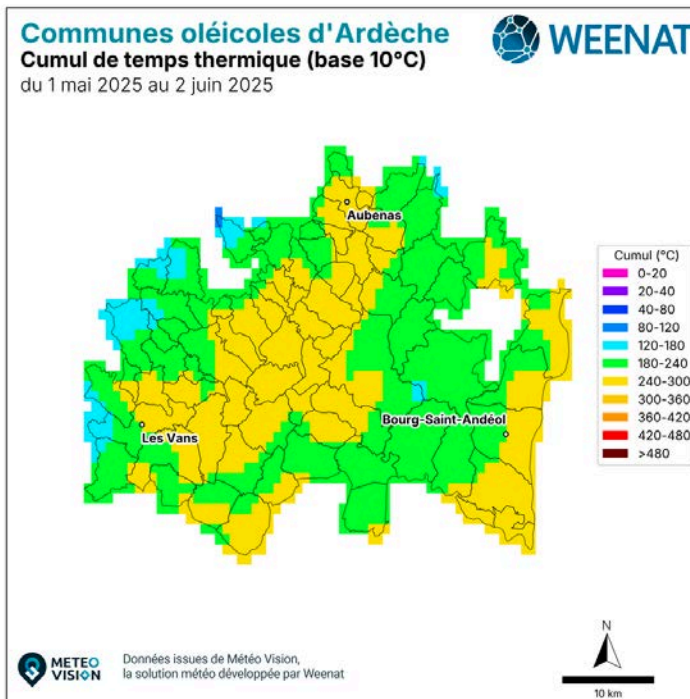 Communes oléicoles d'Ardèche
Cumul de temps thermique (base 10°C)
du 1 mai 2025 au 2 juin 2025
WEENAT
Aubenas
Les Vans
Bourg-Saint-Andéol
Cumul (°C)
0-20
20-40
40-80
80-120
120-180
180-240
240-300
300-360
360-420
420-480
>480
METEO
VISION
Données issues de Météo Vision,
la solution météo développée par Weenat
N
10 km